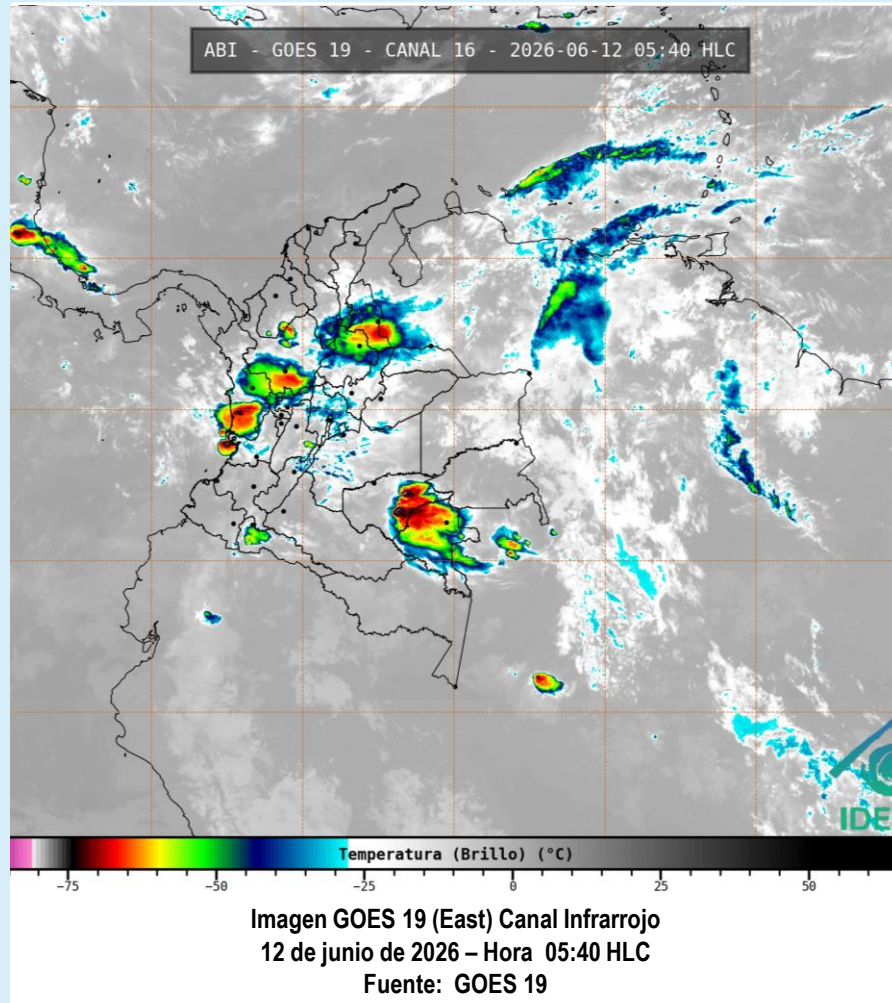 ABI - GOES 19 - CANAL 16 - 2026-06-12 05:40 HLC
IDE
Temperatura (Brillo) (°C)
−75 −50 −25 0 25 50
Imagen GOES 19 (East) Canal Infrarrojo
12 de junio de 2026 – Hora 05:40 HLC
Fuente: GOES 19